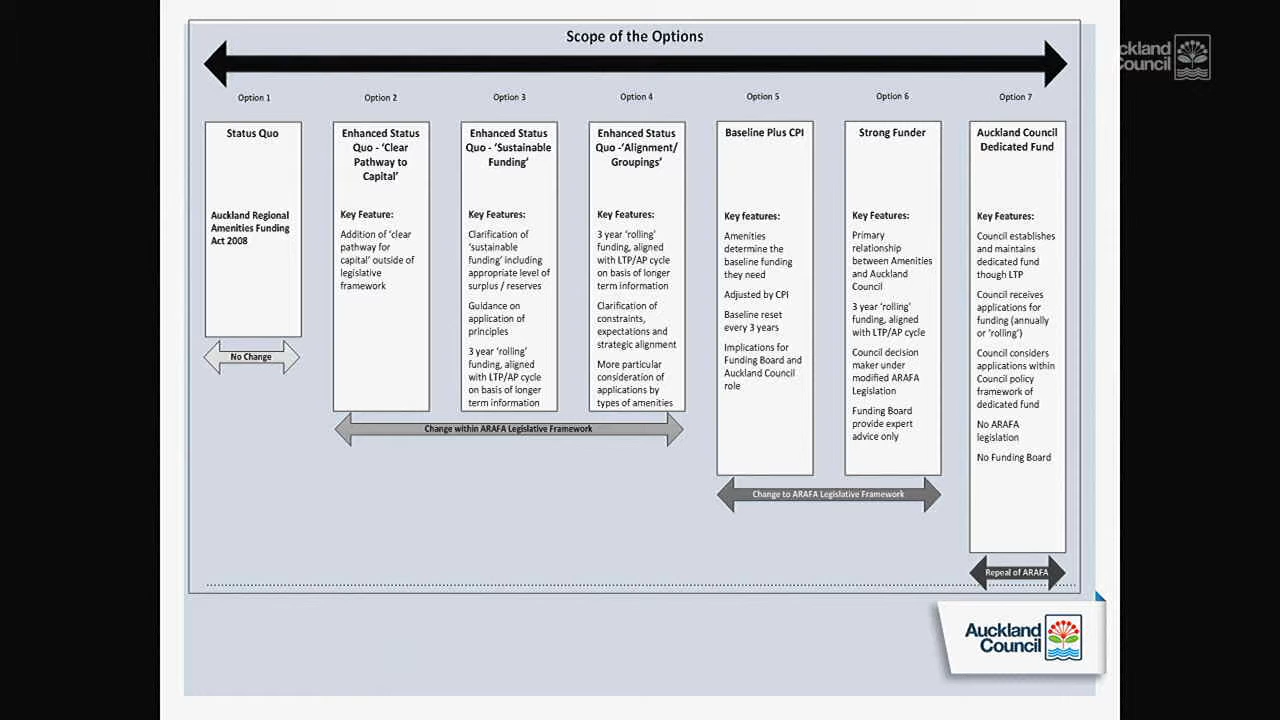 Scope of the Options
ckland
Council
Option 1
Option 2
Option 3
Option 4
Option 5
Option 6
Option 7
Status Quo
Auckland Regional
Amenities Funding
Act 2008
No Change
Enhanced Status
Quo - ‘Clear
Pathway to
Capital’
Key Feature:
Addition of ‘clear
pathway for
capital’ outside of
legislative
framework
Enhanced Status
Quo - ‘Sustainable
Funding’
Key Features:
Clarification of
‘sustainable
funding’ including
appropriate level of
surplus / reserves
Guidance on
application of
principles
3 year ‘rolling’
funding, aligned
with LTP/AP cycle
on basis of longer
term information
Enhanced Status
Quo -‘Alignment/
Groupings’
Key Features:
3 year ‘rolling’
funding, aligned
with LTP/AP cycle
on basis of longer
term information
Clarification of
constraints,
expectations and
strategic alignment
More particular
consideration of
applications by
types of amenities
Change within ARAFA Legislative Framework
Baseline Plus CPI
Key features:
Amenities
determine the
baseline funding
they need
Adjusted by CPI
Baseline reset
every 3 years
Implications for
Funding Board and
Auckland Council
role
Strong Funder
Key Features:
Primary
relationship
between Amenities
and Auckland
Council
3 year ‘rolling’
funding, aligned
with LTP/AP cycle
Council decision
maker under
modified ARAFA
Legislation
Funding Board
provide expert
advice only
Change to ARAFA Legislative Framework
Auckland Council
Dedicated Fund
Key Features:
Council establishes
and maintains
dedicated fund
though LTP
Council receives
applications for
funding (annually
or ‘rolling’)
Council considers
applications within
Council policy
framework of
dedicated fund
No ARAFA
legislation
No Funding Board
Repeal of ARAFA
Auckland
Council